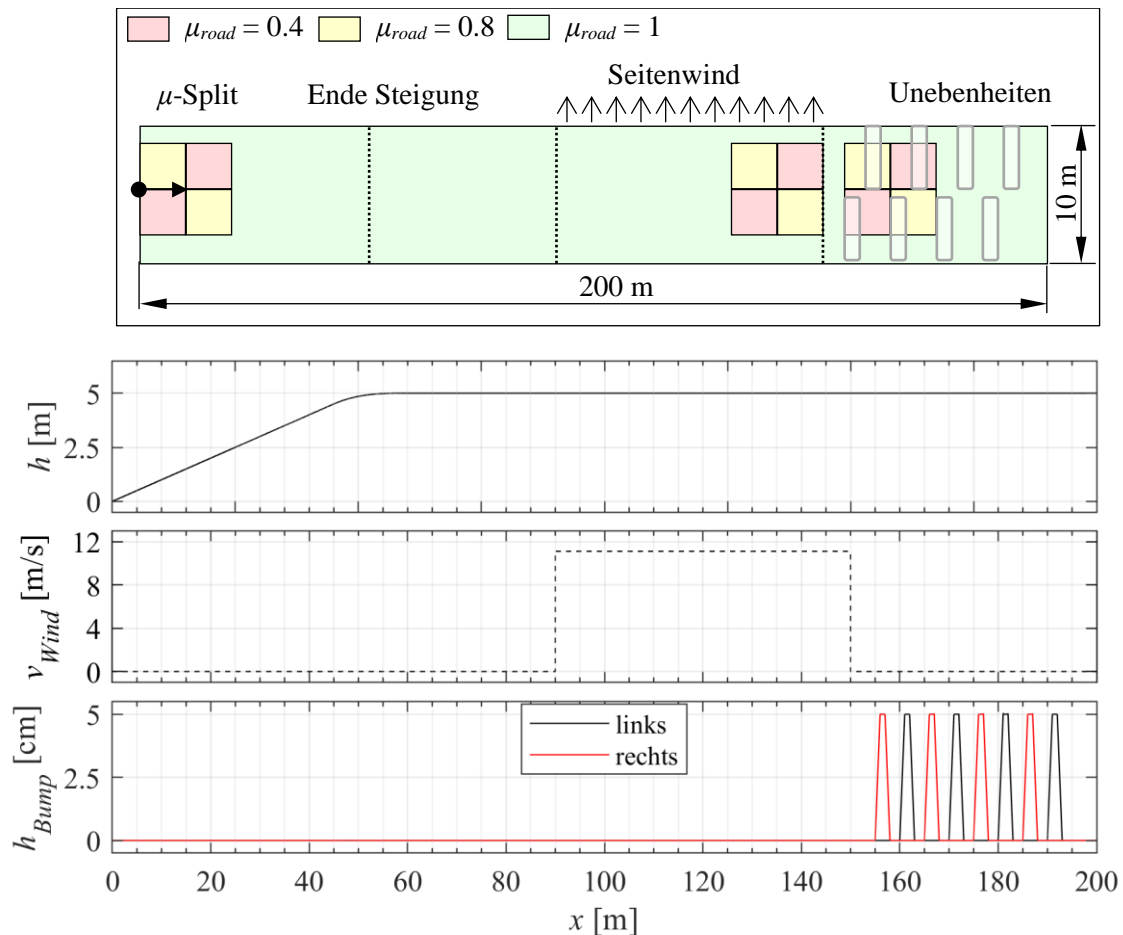 μroad = 0.4 μroad = 0.8 μroad = 1
Seitenwind
μ-Split Ende Steigung Unebenheiten
10 m
200 m
h [m]
5
2.5
0
vWind [m/s]
12
8
4
0
hBump [cm]
5
2.5
0
links
rechts
0 20 40 60 80 100 120 140 160 180 200
x [m]